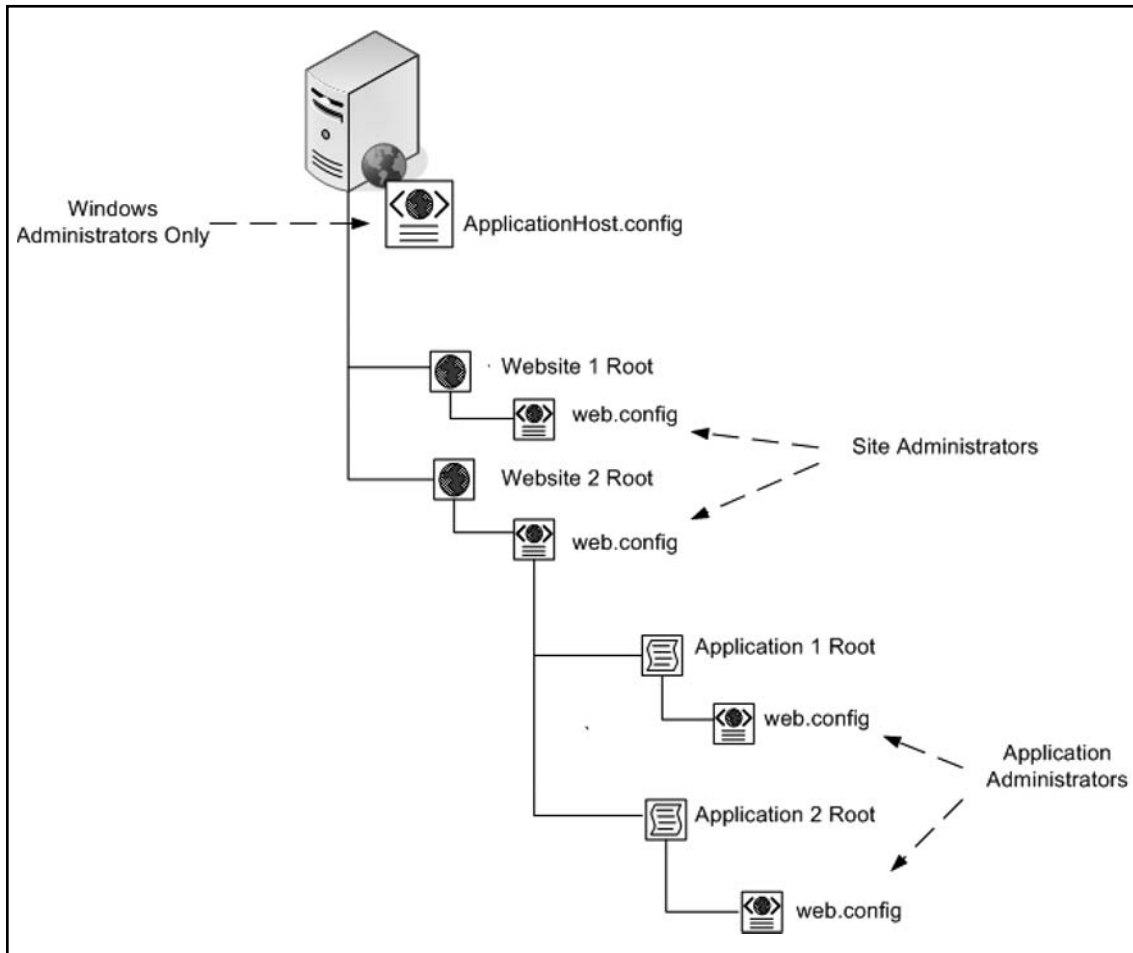 Windows
Administrators Only
ApplicationHost.config
Website 1 Root
web.config
Site Administrators
Website 2 Root
web.config
Application 1 Root
web.config
Application
Administrators
Application 2 Root
web.config